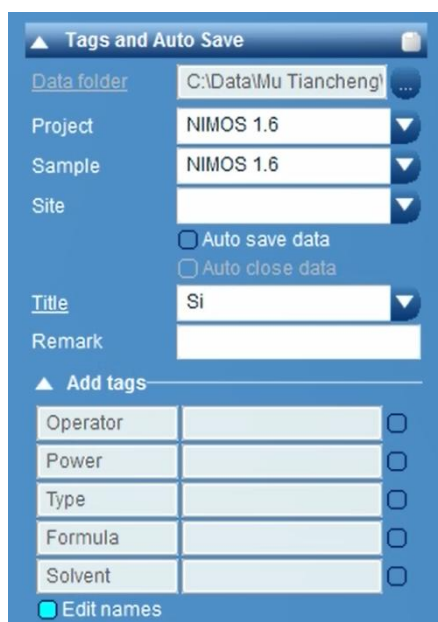 Tags and Auto Save
Data folder C:\Data\Mu Tiancheng\ ...
Project NIMOS 1.6
Sample NIMOS 1.6
Site
Auto save data
Auto close data
Title Si
Remark
Add tags
Operator
Power
Type
Formula
Solvent
Edit names